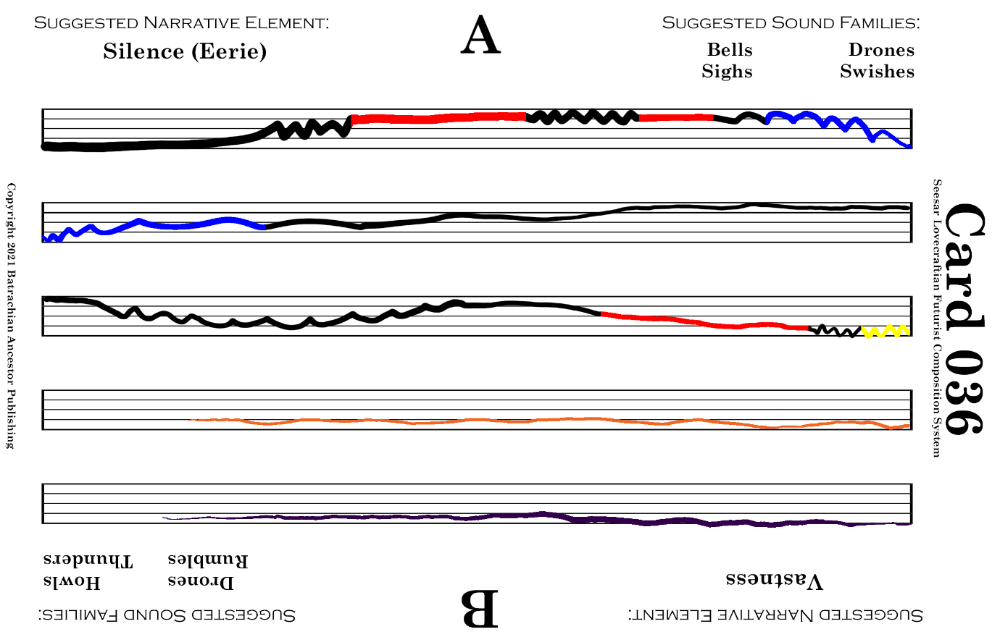 Suggested Narrative Element:
Silence (Eerie)
A
Suggested Sound Families:
Bells Drones
Sighs Swishes
Copyright 2021 Batrachian Ancestor Publishing
Seesar Lovecraftian Futurist Composition System
Card 036
B
Suggested Narrative Element:
Vastness
Suggested Sound Families:
Drones Howls
Rumbles Thunders